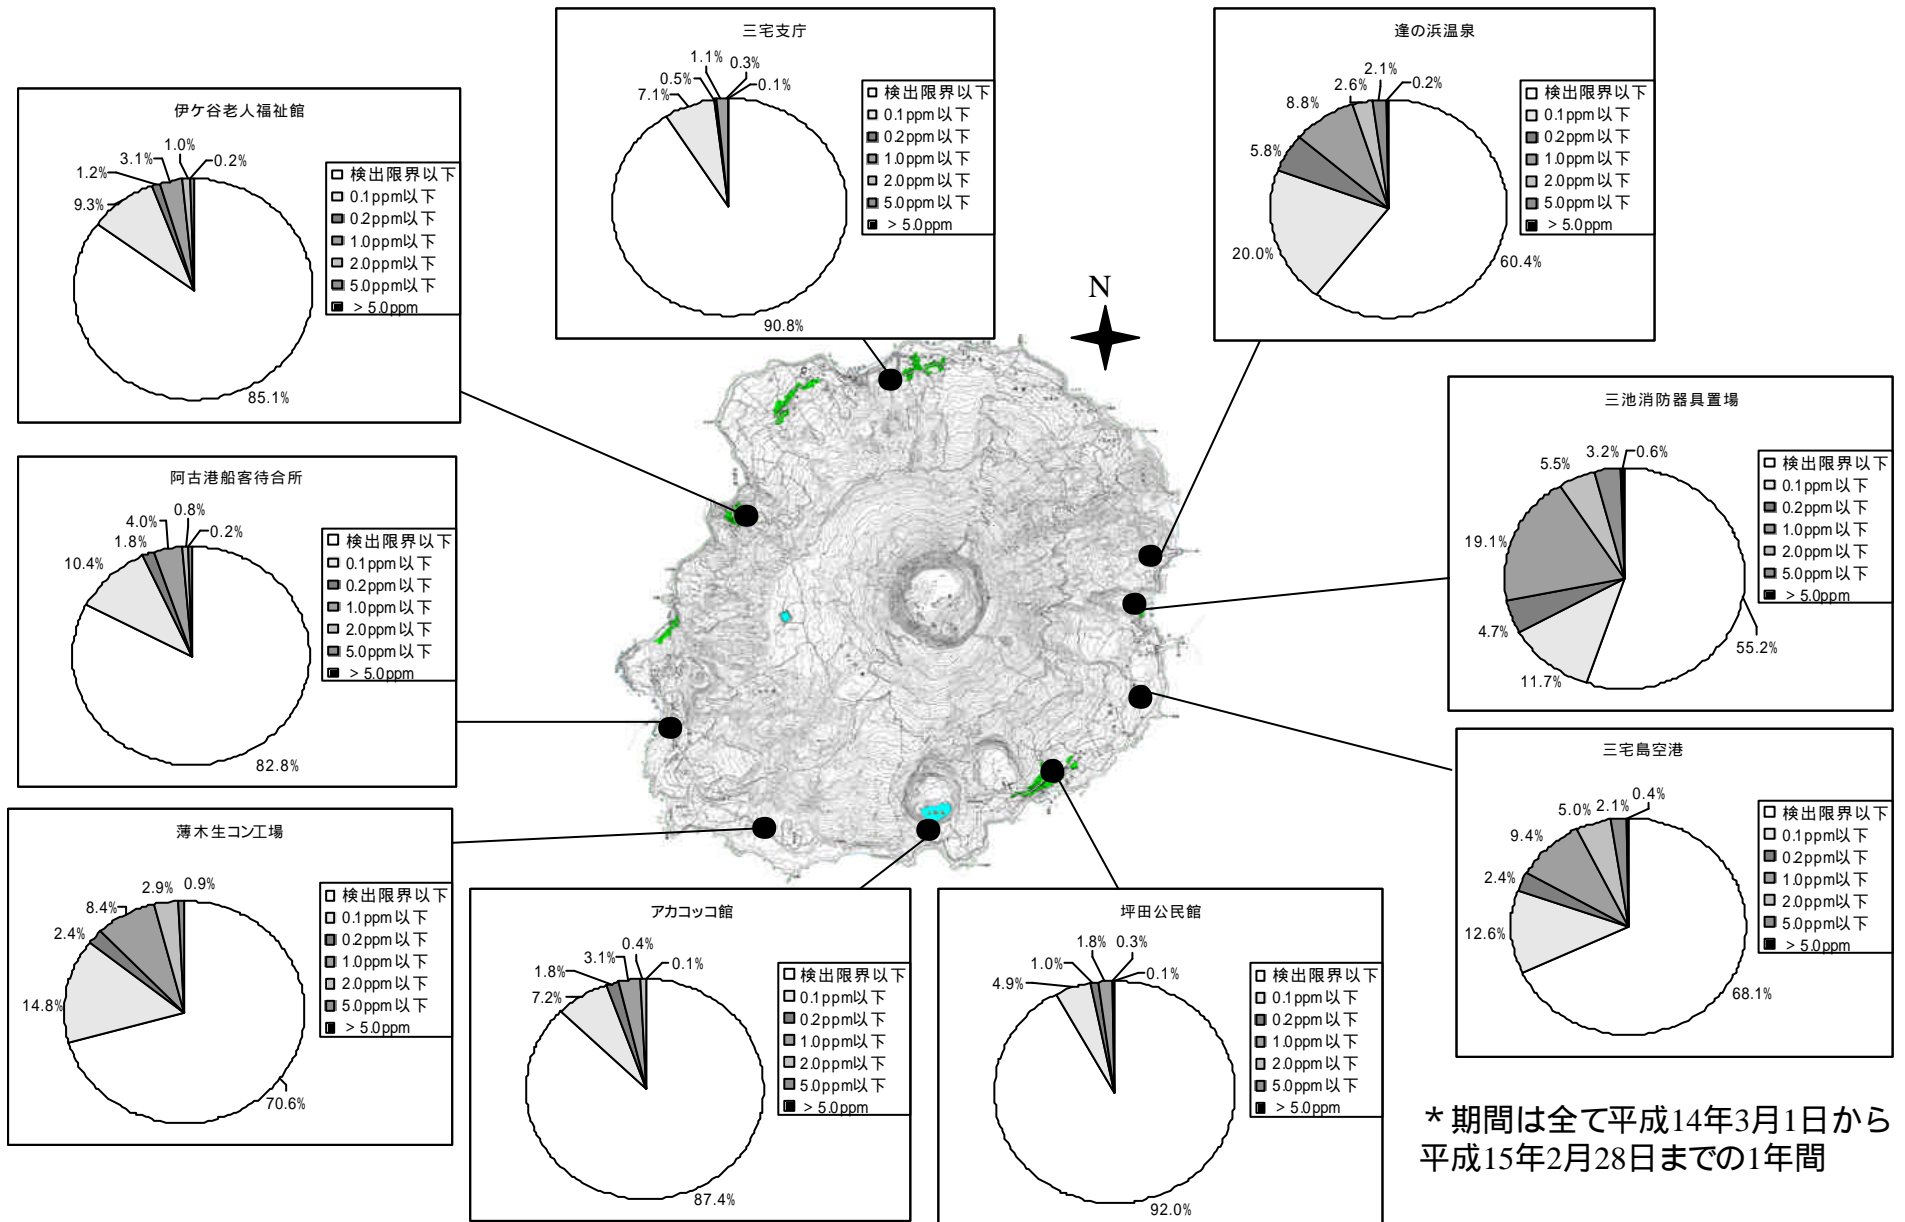 三宅支庁
1.1%
0.3%
0.5%
0.1%
7.1%
90.8%
検出限界以下
0.1ppm以下
0.2ppm以下
1.0ppm以下
2.0ppm以下
5.0ppm以下
> 5.0ppm
逢の浜温泉
2.6%
2.1%
0.2%
8.8%
5.8%
20.0%
60.4%
検出限界以下
0.1ppm以下
0.2ppm以下
1.0ppm以下
2.0ppm以下
5.0ppm以下
> 5.0ppm
伊ケ谷老人福祉館
1.0%
3.1%
0.2%
1.2%
9.3%
85.1%
検出限界以下
0.1ppm以下
0.2ppm以下
1.0ppm以下
2.0ppm以下
5.0ppm以下
> 5.0ppm
N
三池消防器具置場
3.2%
0.6%
5.5%
19.1%
4.7%
11.7%
55.2%
検出限界以下
0.1ppm以下
0.2ppm以下
1.0ppm以下
2.0ppm以下
5.0ppm以下
> 5.0ppm
阿古港船客待合所
0.8%
4.0%
0.2%
1.8%
10.4%
82.8%
検出限界以下
0.1ppm以下
0.2ppm以下
1.0ppm以下
2.0ppm以下
5.0ppm以下
> 5.0ppm
三宅島空港
0.4%
5.0%
2.1%
9.4%
2.4%
12.6%
68.1%
検出限界以下
0.1ppm以下
0.2ppm以下
1.0ppm以下
2.0ppm以下
5.0ppm以下
> 5.0ppm
薄木生コン工場
2.9%
0.9%
8.4%
2.4%
14.8%
70.6%
検出限界以下
0.1ppm以下
0.2ppm以下
1.0ppm以下
2.0ppm以下
5.0ppm以下
> 5.0ppm
アカコッコ館
0.4%
3.1%
0.1%
1.8%
7.2%
87.4%
検出限界以下
0.1ppm以下
0.2ppm以下
1.0ppm以下
2.0ppm以下
5.0ppm以下
> 5.0ppm
坪田公民館
1.8%
0.3%
1.0%
0.1%
4.9%
92.0%
検出限界以下
0.1ppm以下
0.2ppm以下
1.0ppm以下
2.0ppm以下
5.0ppm以下
> 5.0ppm
＊期間は全て平成14年3月1日から
平成15年2月28日までの1年間